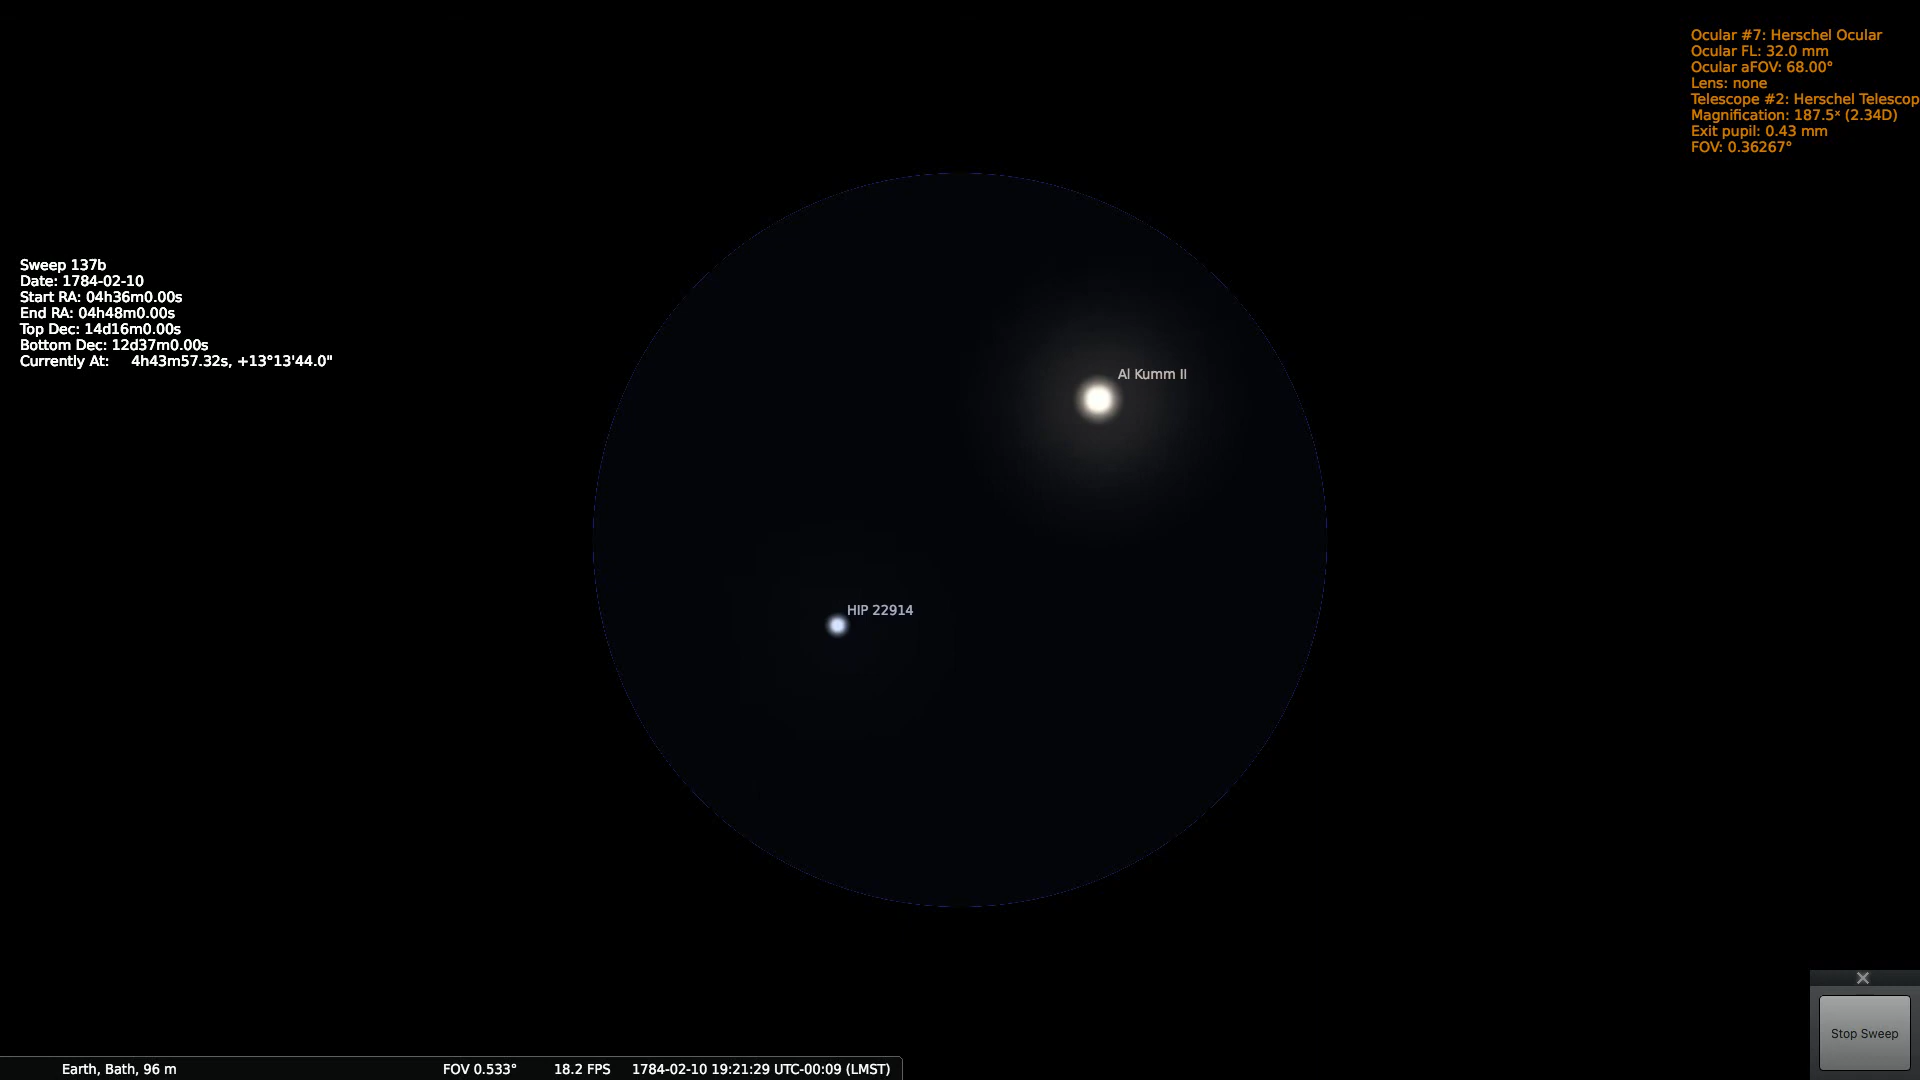 Ocular #7: Herschel Ocular
Ocular FL: 32.0 mm
Ocular aFOV: 68.00°
Lens: none
Telescope #2: Herschel Telescop
Magnification: 187.5ˣ (2.34D)
Exit pupil: 0.43 mm
FOV: 0.36267°
Sweep 137b
Date: 1784-02-10
Start RA: 04h36m0.00s
End RA: 04h48m0.00s
Top Dec: 14d16m0.00s
Bottom Dec: 12d37m0.00s
Currently At: 4h43m57.32s, +13°13'44.0"
Al Kumm II
HIP 22914
Stop Sweep
Earth, Bath, 96 m FOV 0.533° 18.2 FPS 1784-02-10 19:21:29 UTC-00:09 (LMST)